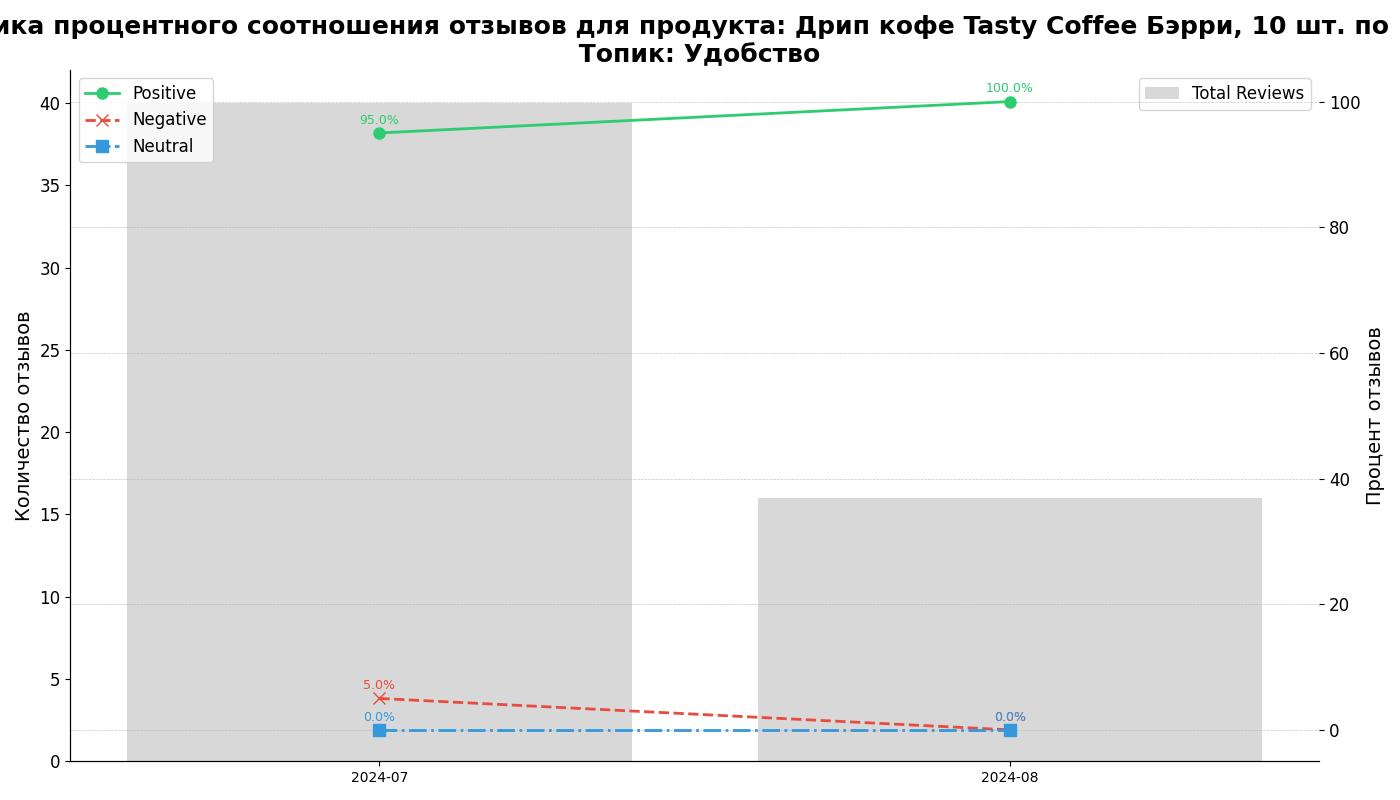 ика процентного соотношения отзывов для продукта: Дрип кофе Tasty Coffee Бэрри, 10 шт. по
Топик: Удобство
Positive
Negative
Neutral
Total Reviews
95.0%
100.0%
5.0%
0.0%
0.0%
40
35
30
25
20
15
10
5
0
Количество отзывов
100
80
60
40
20
0
Процент отзывов
2024-07
2024-08